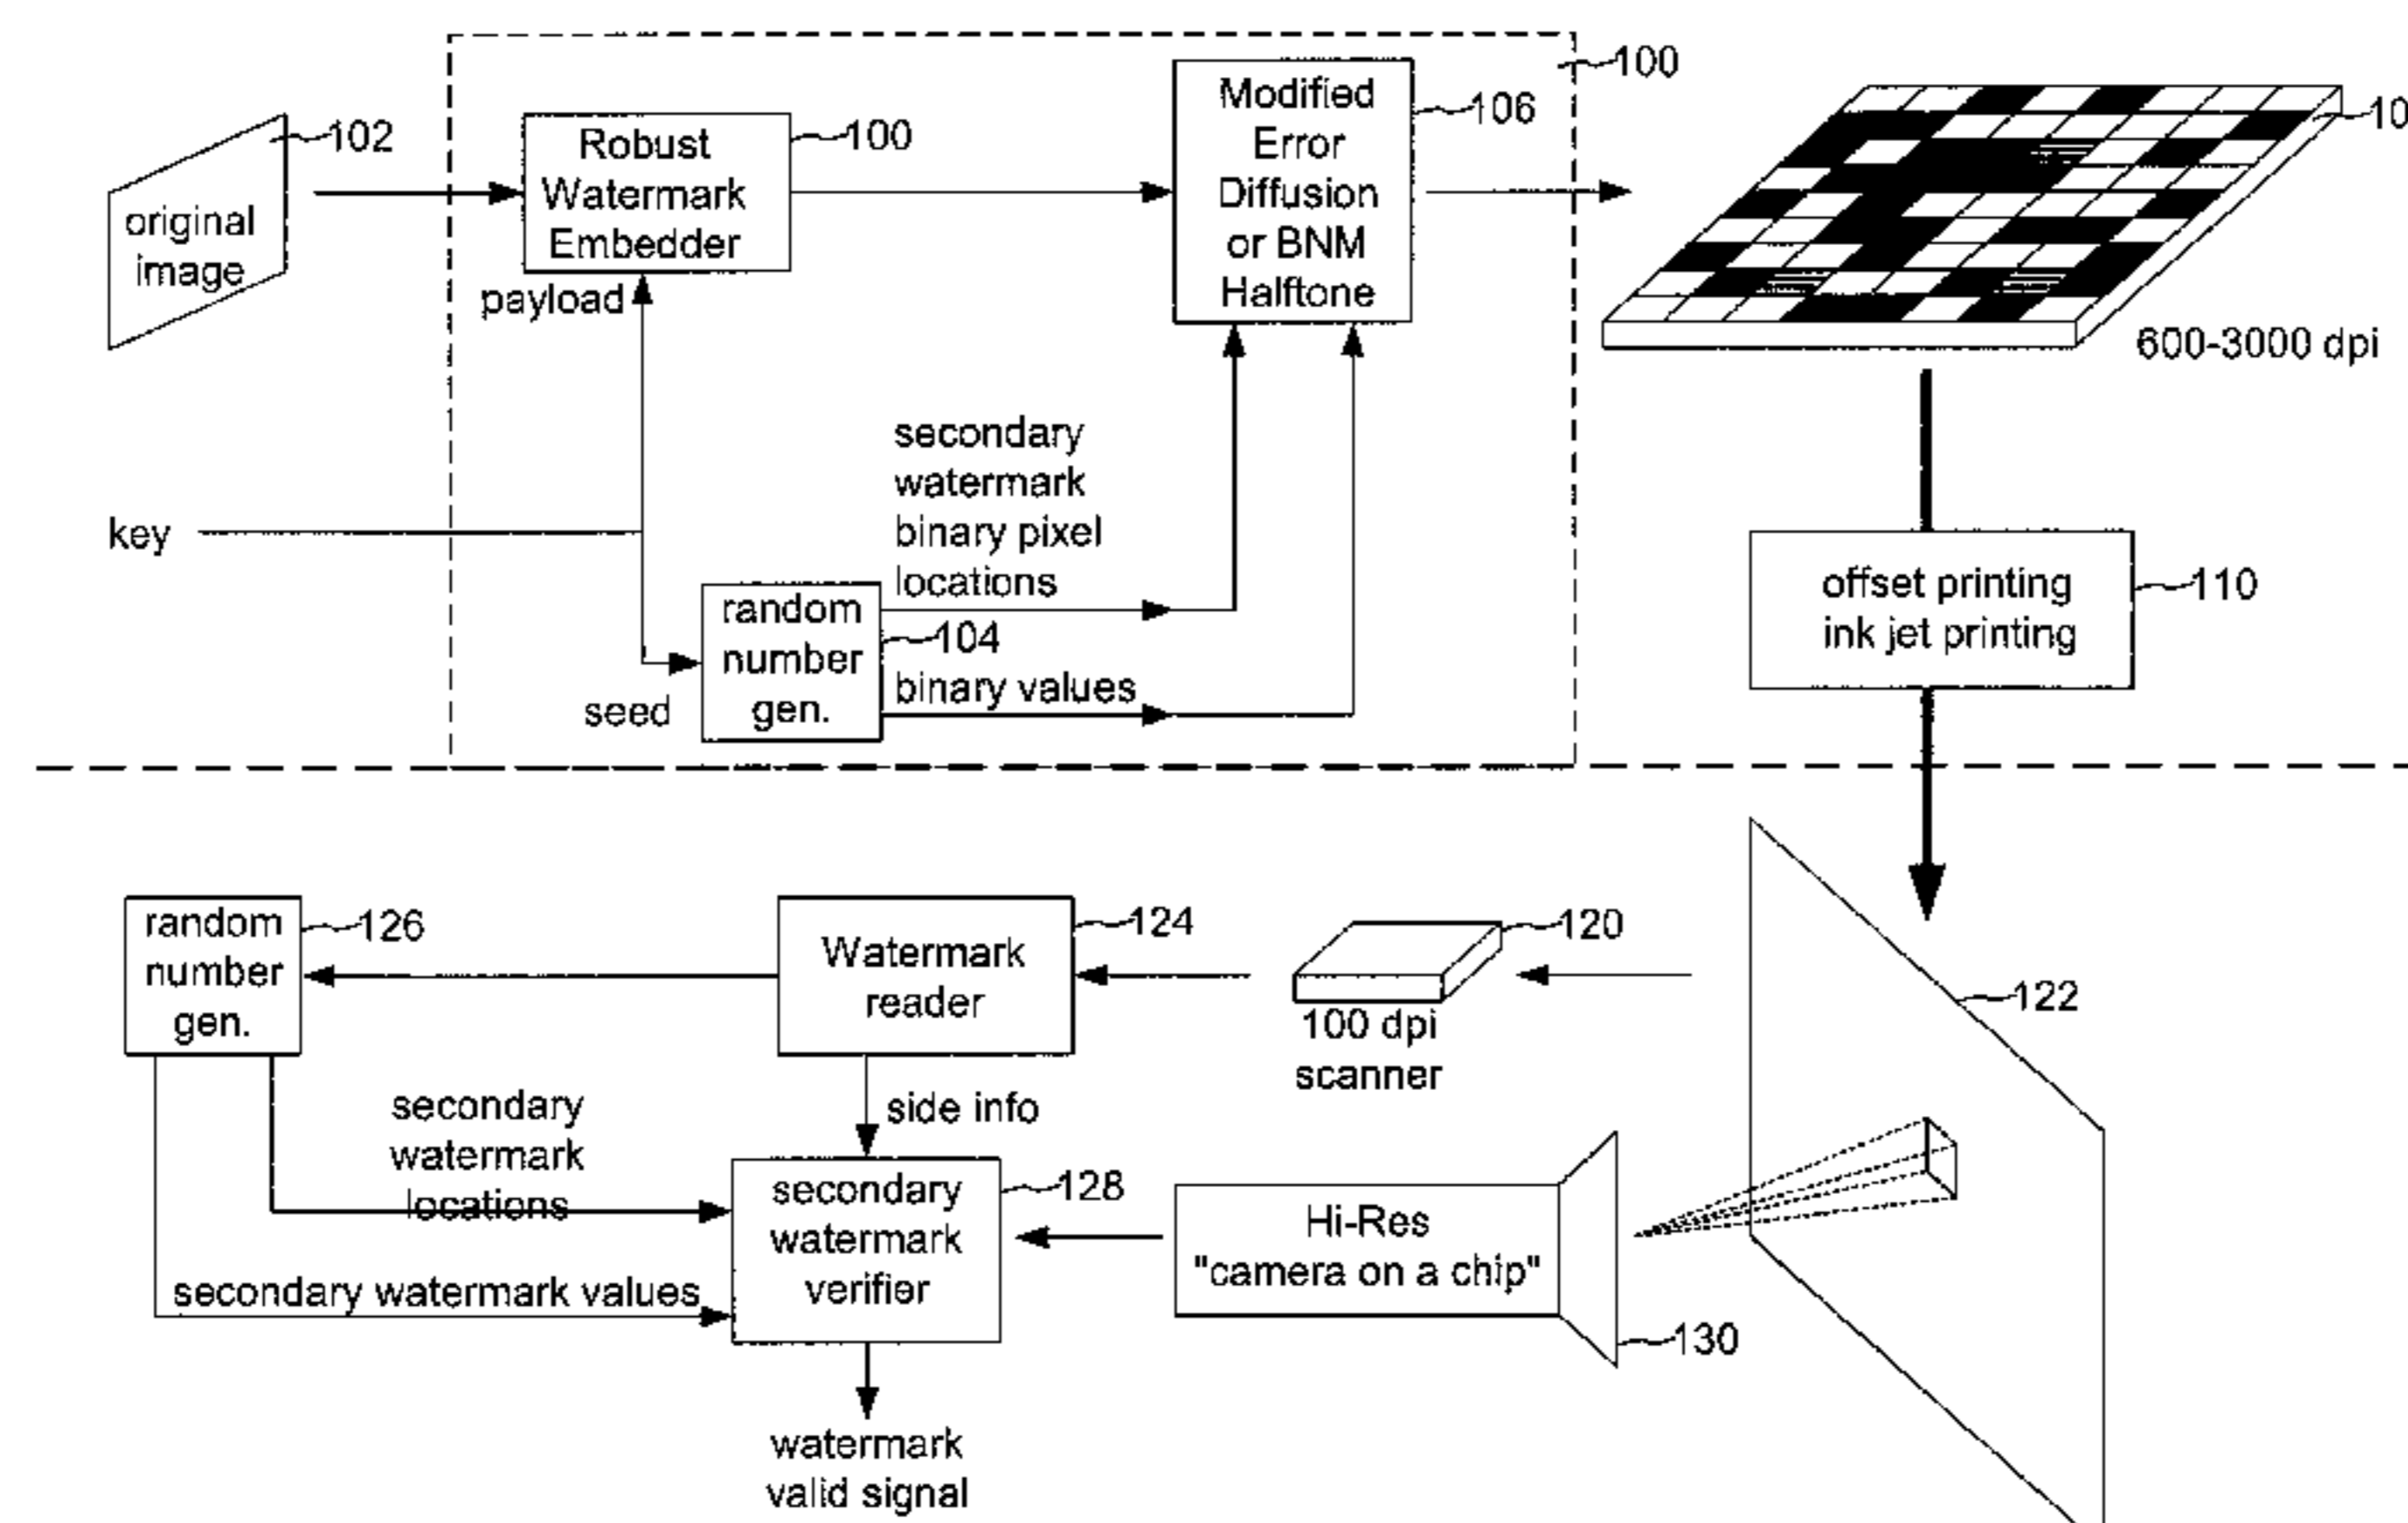 100
Modified
Error
Diffusion
or BNM
Halftone
106
102
original
image
Robust
Watermark
Embedder
100
payload
600-3000 dpi
secondary
watermark
binary pixel
locations
key
random
number
gen.
104
binary values
seed
offset printing
ink jet printing
110
random
number
gen.
126
Watermark
reader
124
120
100 dpi
scanner
122
side info
secondary
watermark
locations
secondary watermark values
secondary
watermark
verifier
128
Hi-Res
"camera on a chip"
130
watermark
valid signal